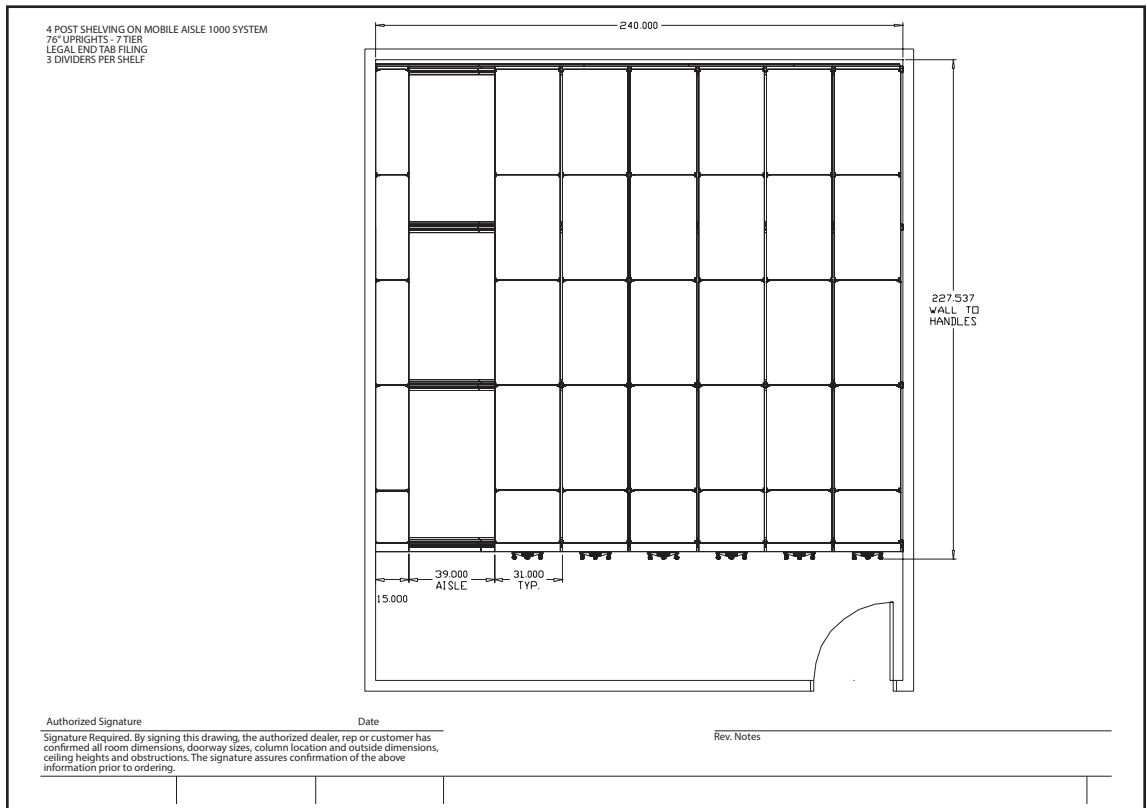 4 POST SHELVING ON MOBILE AISLE 1000 SYSTEM
76" UPRIGHTS - 7 TIER
LEGAL END TAB FILING
3 DIVIDERS PER SHELF
240.000
227.537
WALL TO
HANDLES
39.000
AISLE
31.000
TYP.
15.000
Authorized Signature Date
Signature Required. By signing this drawing, the authorized dealer, rep or customer has
confirmed all room dimensions, doorway sizes, column location and outside dimensions,
ceiling heights and obstructions. The signature assures confirmation of the above
information prior to ordering.
Rev. Notes